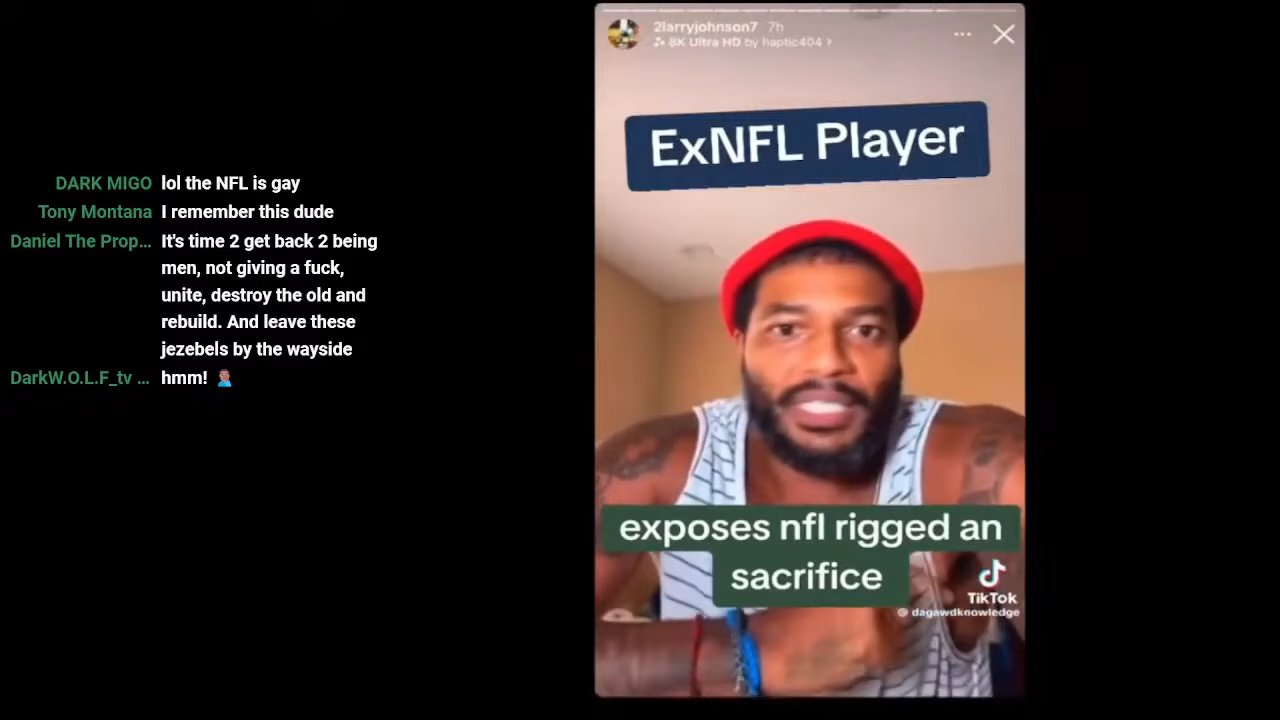 2larryjohnson7 7h
8K Ultra HD by haptic404 >
ExNFL Player
DARK MIGO lol the NFL is gay
Tony Montana I remember this dude
Daniel The Prop... It's time 2 get back 2 being
men, not giving a fuck,
unite, destroy the old and
rebuild. And leave these
jezebels by the wayside
DarkW.O.L.F_tv ... hmm!
exposes nfl rigged an
sacrifice
TikTok
@ dagawdknowledge